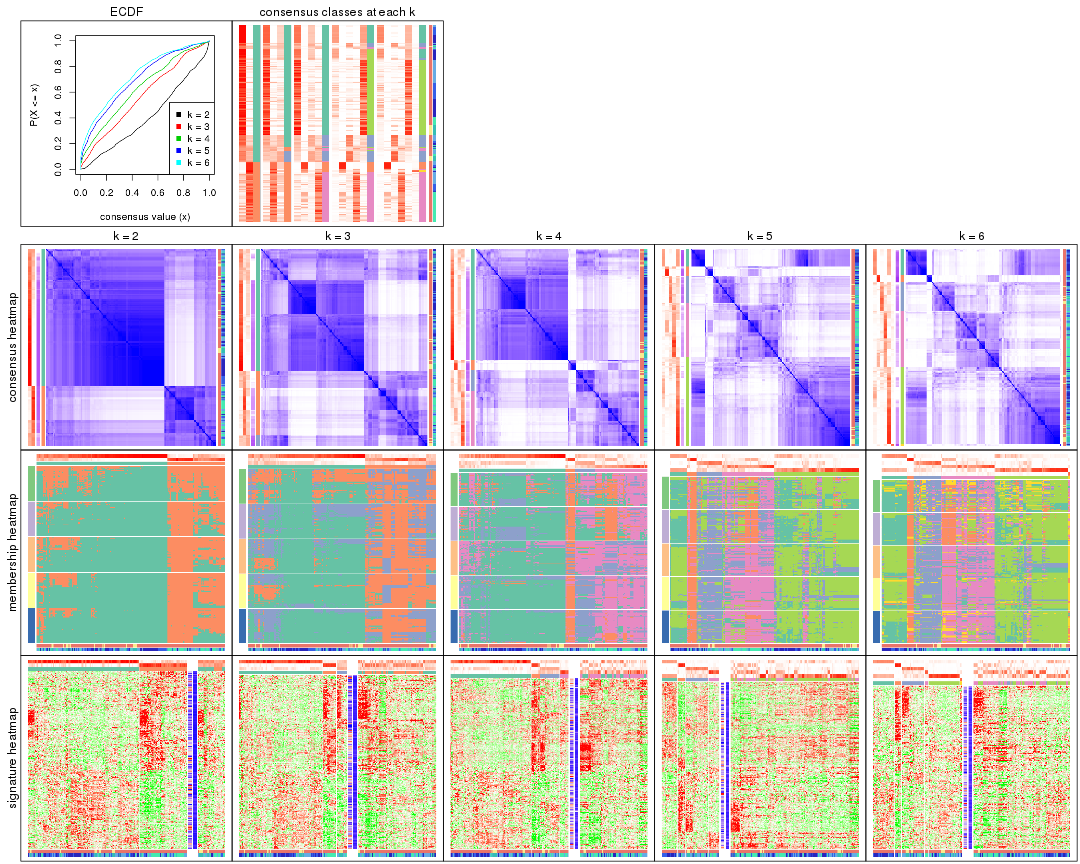 ECDF
consensus classes at each k
P(X <= x)
0.0 0.2 0.4 0.6 0.8 1.0
k = 2
k = 3
k = 4
k = 5
k = 6
0.0 0.2 0.4 0.6 0.8 1.0
consensus value (x)
k = 2 k = 3 k = 4 k = 5 k = 6
consensus heatmap
membership heatmap
signature heatmap